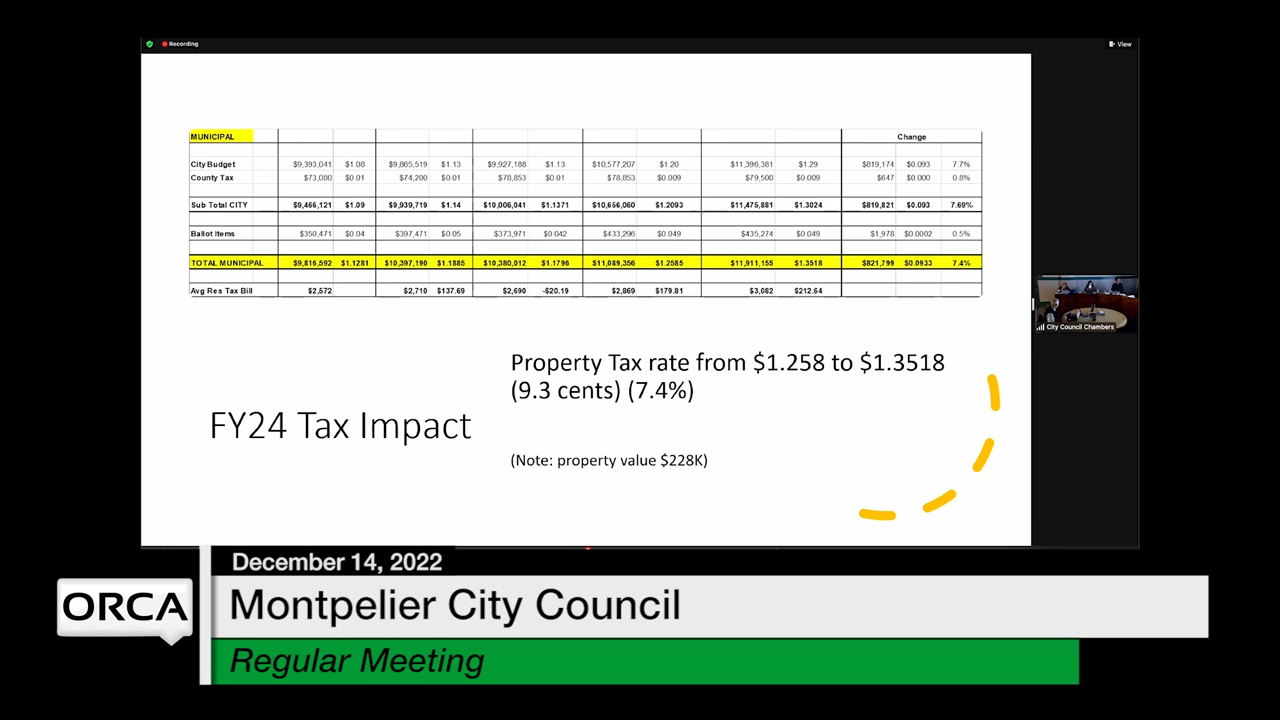 Recording
View
MUNICIPAL Change
City Budget $9,393,041 $1.08 $9,865,519 $1.13 $9,927,188 $1.13 $10,577,207 $1.20 $11,396,381 $1.29 $819,174 $0.093 7.7%
County Tax $73,080 $0.01 $74,200 $0.01 $78,853 $0.01 $78,853 $0.009 $79,500 $0.009 $647 $0.000 0.8%
Sub Total CITY $9,466,121 $1.09 $9,939,719 $1.14 $10,006,041 $1.1371 $10,656,060 $1.2093 $11,475,881 $1.3024 $819,821 $0.093 7.69%
Ballot Items $350,471 $0.04 $397,471 $0.05 $373,971 $0.042 $433,296 $0.049 $435,274 $0.049 $1,978 $0.0002 0.5%
TOTAL MUNICIPAL $9,816,592 $1.1281 $10,397,190 $1.1885 $10,380,012 $1.1796 $11,089,356 $1.2585 $11,911,155 $1.3518 $821,799 $0.0933 7.4%
Avg Res Tax Bill $2,572 $2,710 $137.69 $2,690 -$20.19 $2,869 $179.81 $3,082 $212.64
City Council Chambers
Property Tax rate from $1.258 to $1.3518
(9.3 cents) (7.4%)
FY24 Tax Impact
(Note: property value $228K)
December 14, 2022
ORCA
Montpelier City Council
Regular Meeting